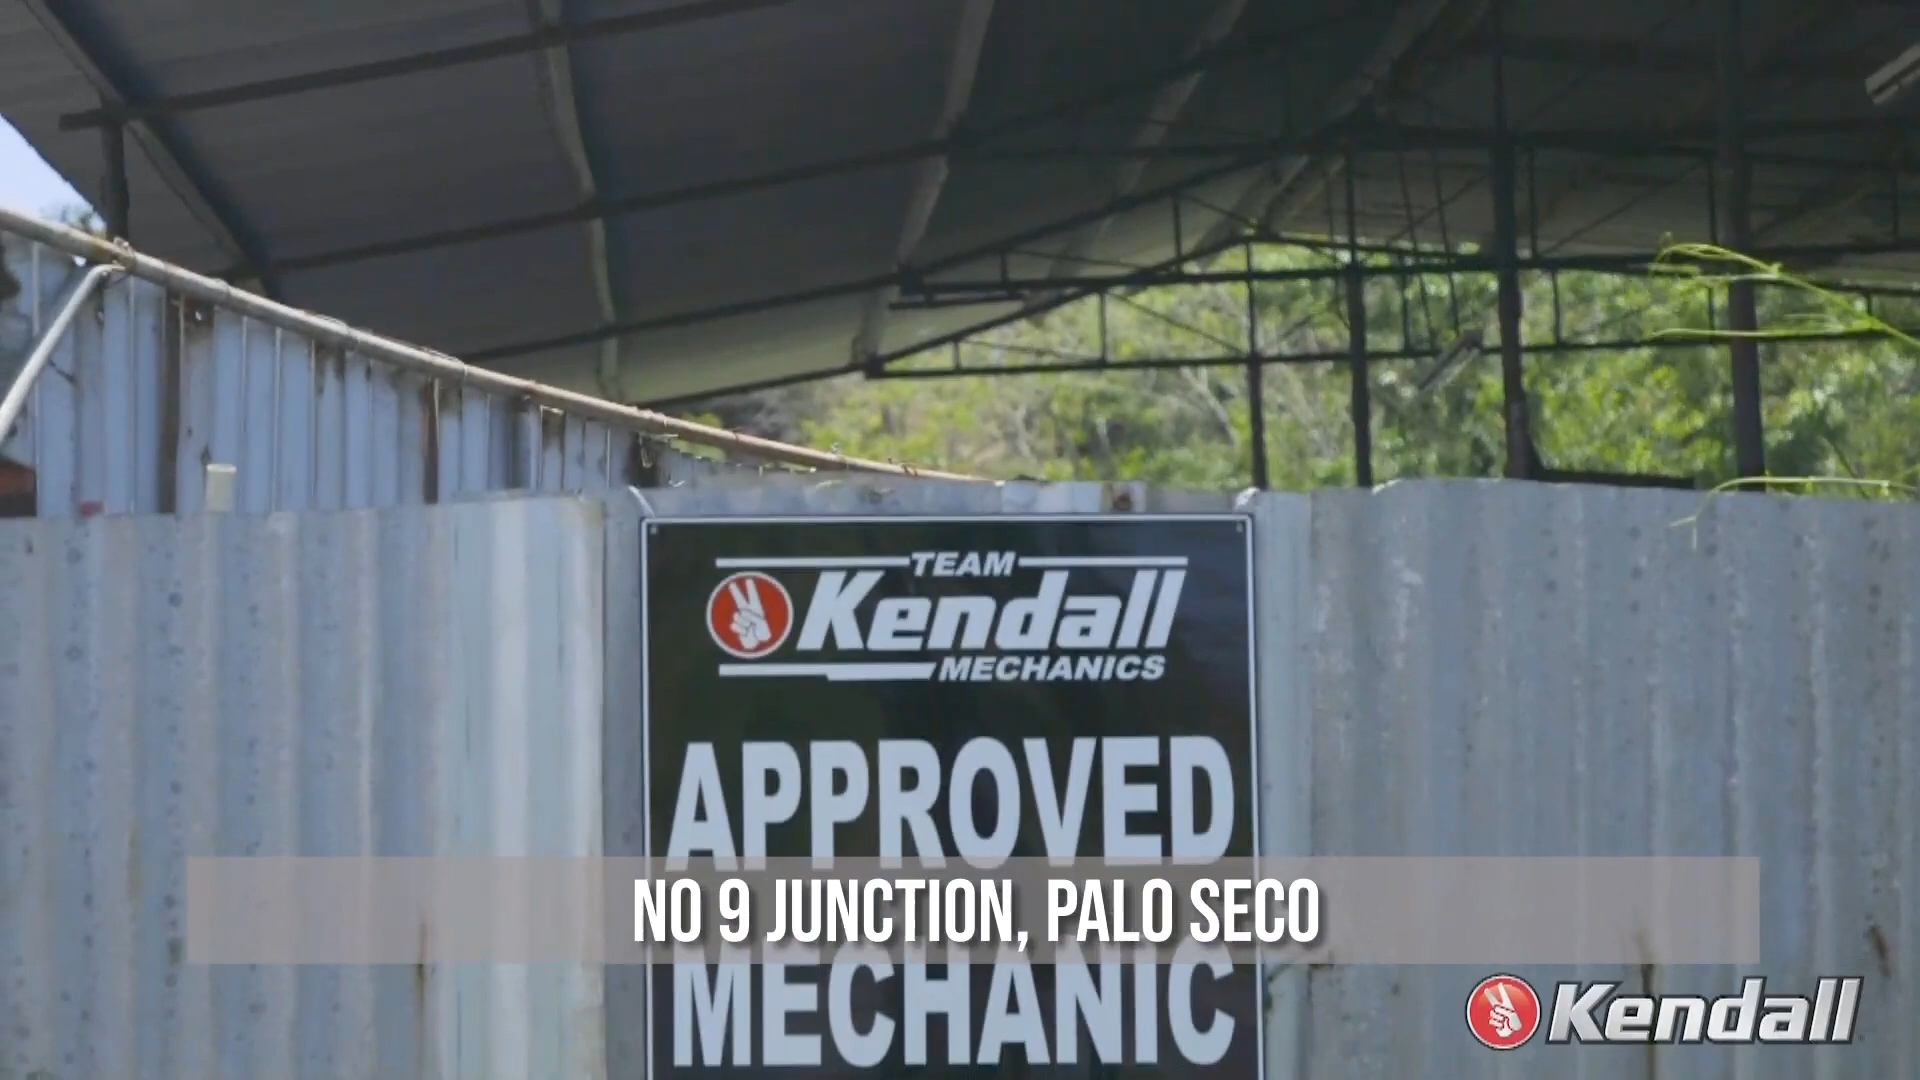 TEAM
Kendall
MECHANICS
APPROVED
NO 9 JUNCTION, PALO SECO
MECHANIC
Kendall